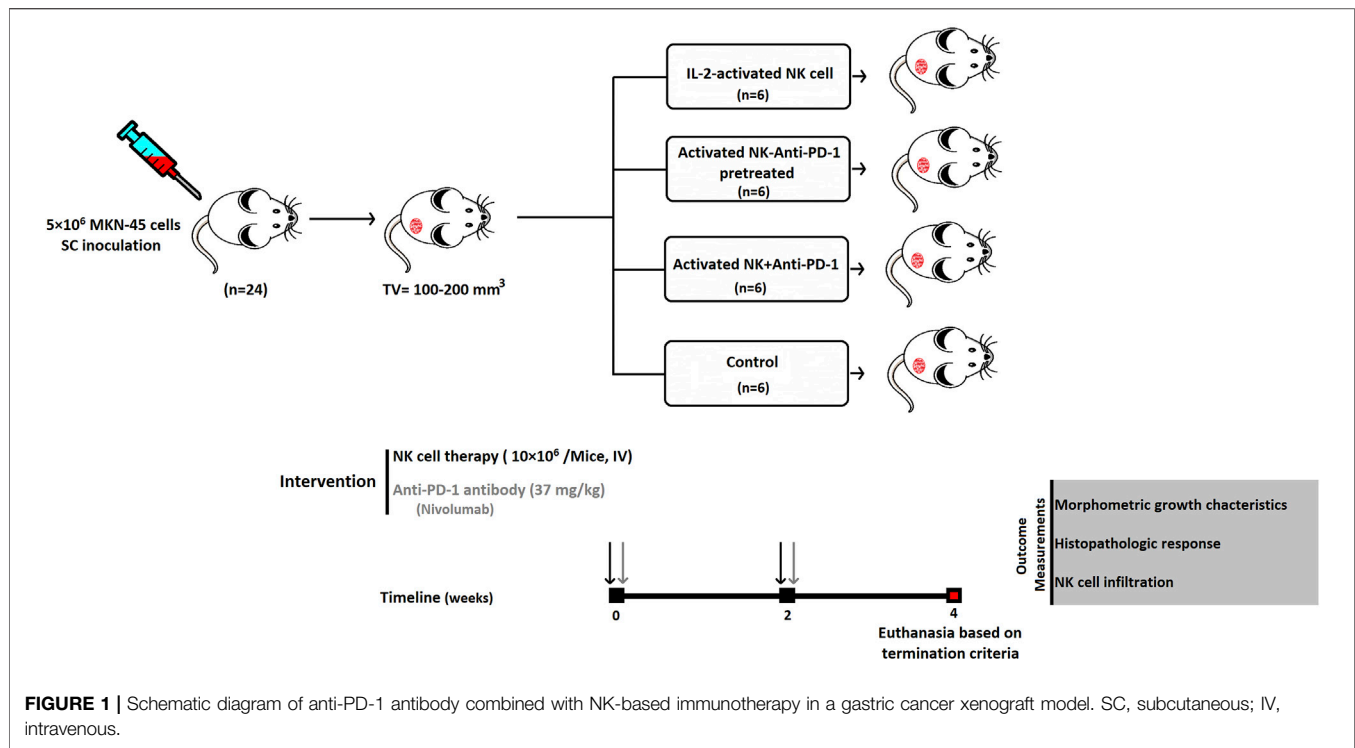 5×10⁶ MKN-45 cells
SC inoculation
(n=24)
TV= 100-200 mm³
IL-2-activated NK cell
(n=6)
Activated NK-Anti-PD-1
pretreated
(n=6)
Activated NK+Anti-PD-1
(n=6)
Control
(n=6)
Intervention
NK cell therapy ( 10×10⁶ /Mice, IV)
Anti-PD-1 antibody (37 mg/kg)
(Nivolumab)
Timeline (weeks)
0
2
4
Euthanasia based on
termination criteria
Outcome
Measurements
Morphometric growth chacteristics
Histopathologic response
NK cell infiltration
FIGURE 1 | Schematic diagram of anti-PD-1 antibody combined with NK-based immunotherapy in a gastric cancer xenograft model. SC, subcutaneous; IV,
intravenous.